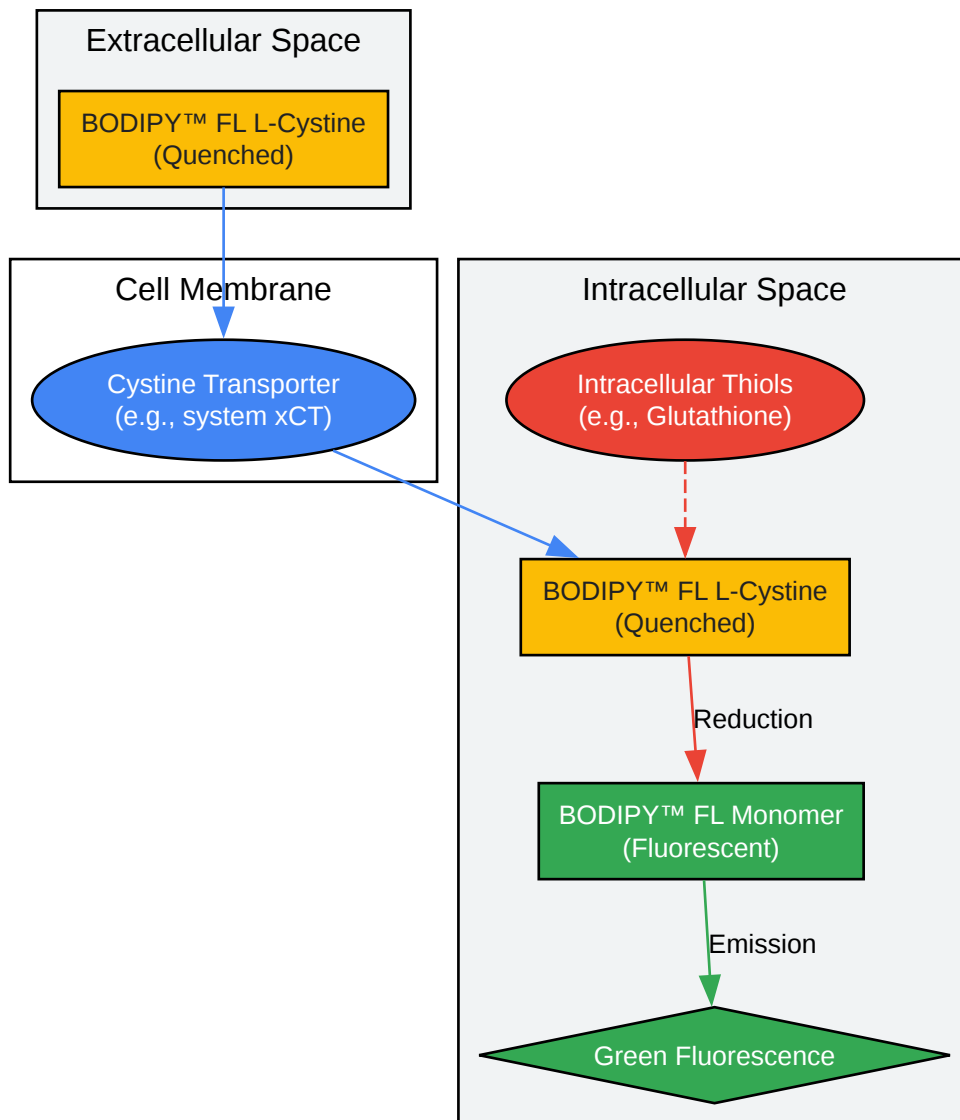 Extracellular Space
BODIPY™ FL L-Cystine
(Quenched)
Cell Membrane
Cystine Transporter
(e.g., system xCT)
Intracellular Space
Intracellular Thiols
(e.g., Glutathione)
BODIPY™ FL L-Cystine
(Quenched)
Reduction
BODIPY™ FL Monomer
(Fluorescent)
Emission
Green Fluorescence